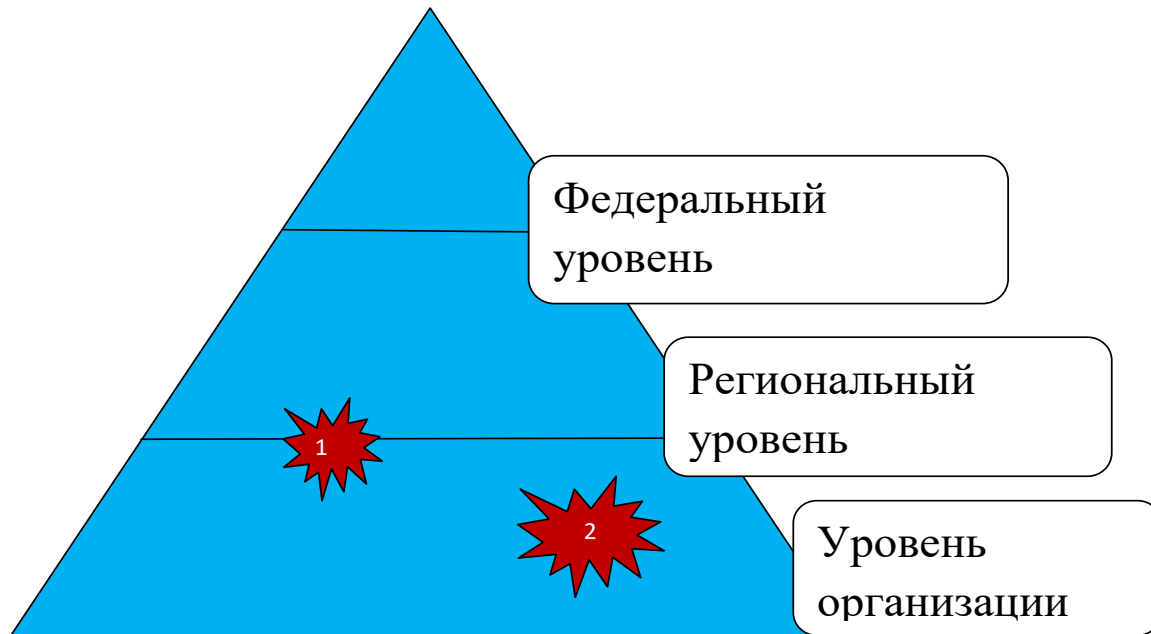 Федеральный
уровень
Региональный
уровень
1
2
Уровень
организации